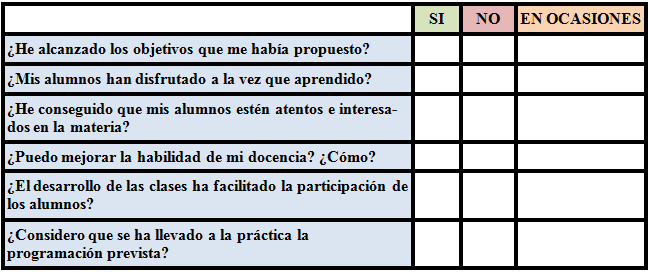 SI NO EN OCASIONES
¿He alcanzado los objetivos que me había propuesto?
¿Mis alumnos han disfrutado a la vez que aprendido?
¿He conseguido que mis alumnos estén atentos e interesa-
dos en la materia?
¿Puedo mejorar la habilidad de mi docencia? ¿Cómo?
¿El desarrollo de las clases ha facilitado la participación de
los alumnos?
¿Considero que se ha llevado a la práctica la
programación prevista?